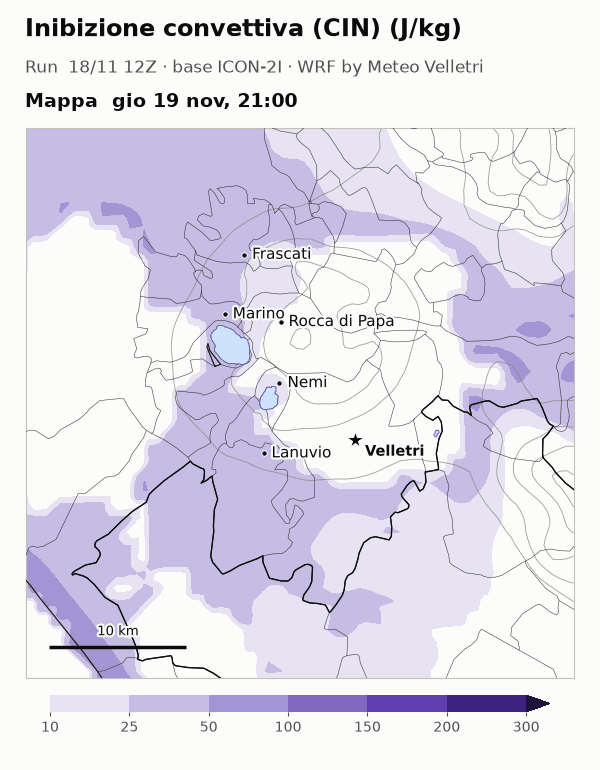 Inibizione convettiva (CIN) (J/kg)
Run  18/11 12Z · base ICON-2I · WRF by Meteo Velletri
Mappa  gio 19 nov, 21:00
Frascati
Marino
Rocca di Papa
Nemi
Velletri
Lanuvio
10 km
10 25 50 100 150 200 300